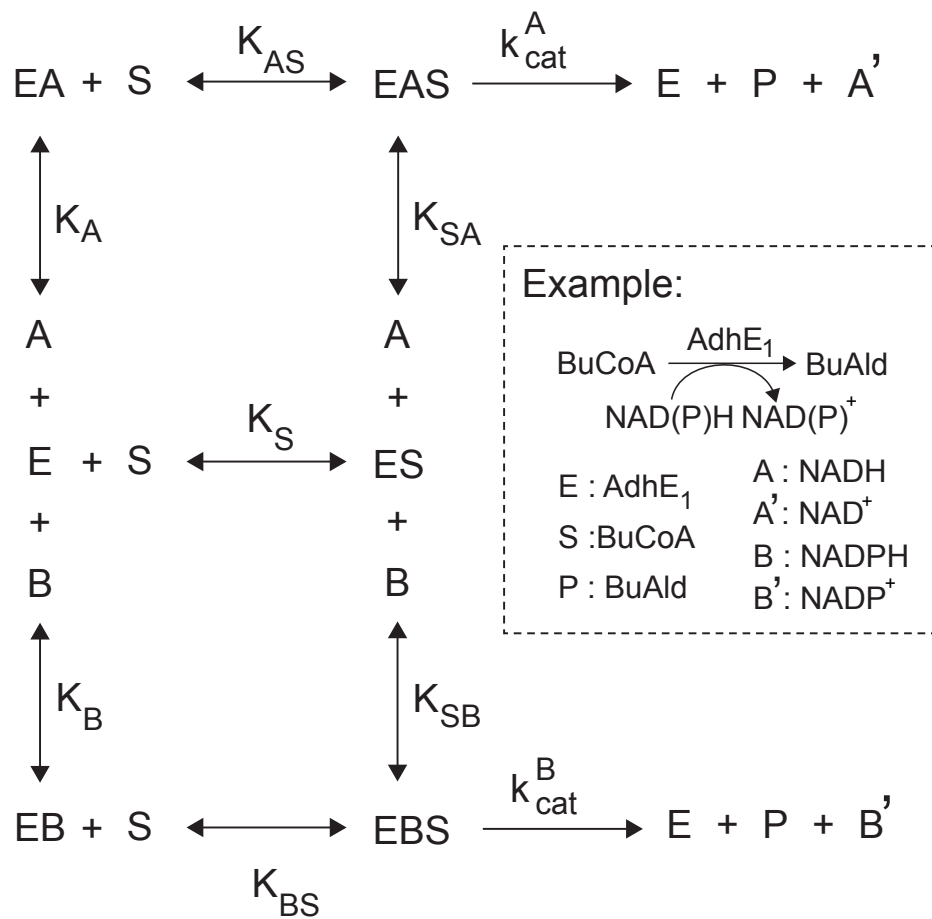 K_AS
k_cat^A
EA + S
EAS
E + P + A'
K_A
K_SA
Example:
A
A
AdhE_1
BuCoA
BuAld
+
+
NAD(P)H NAD(P)^+
K_S
E + S
ES
A : NADH
E : AdhE_1
A' : NAD^+
+
+
S :BuCoA
B : NADPH
B
B
P : BuAld
B' : NADP^+
K_B
K_SB
k_cat^B
EB + S
EBS
E + P + B'
K_BS